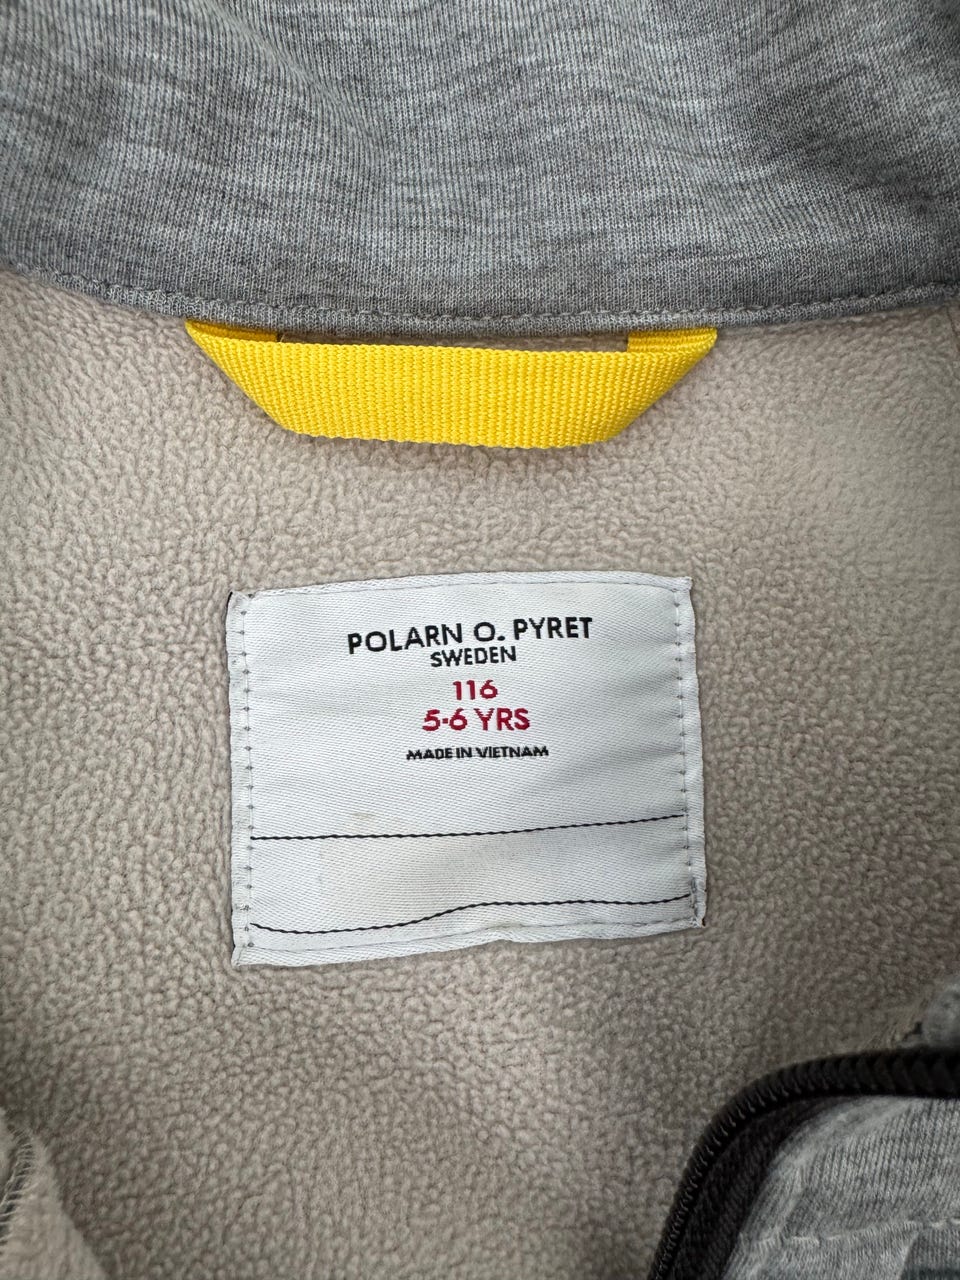 POLARN O. PYRET
SWEDEN
116
5-6 YRS
MADE IN VIETNAM